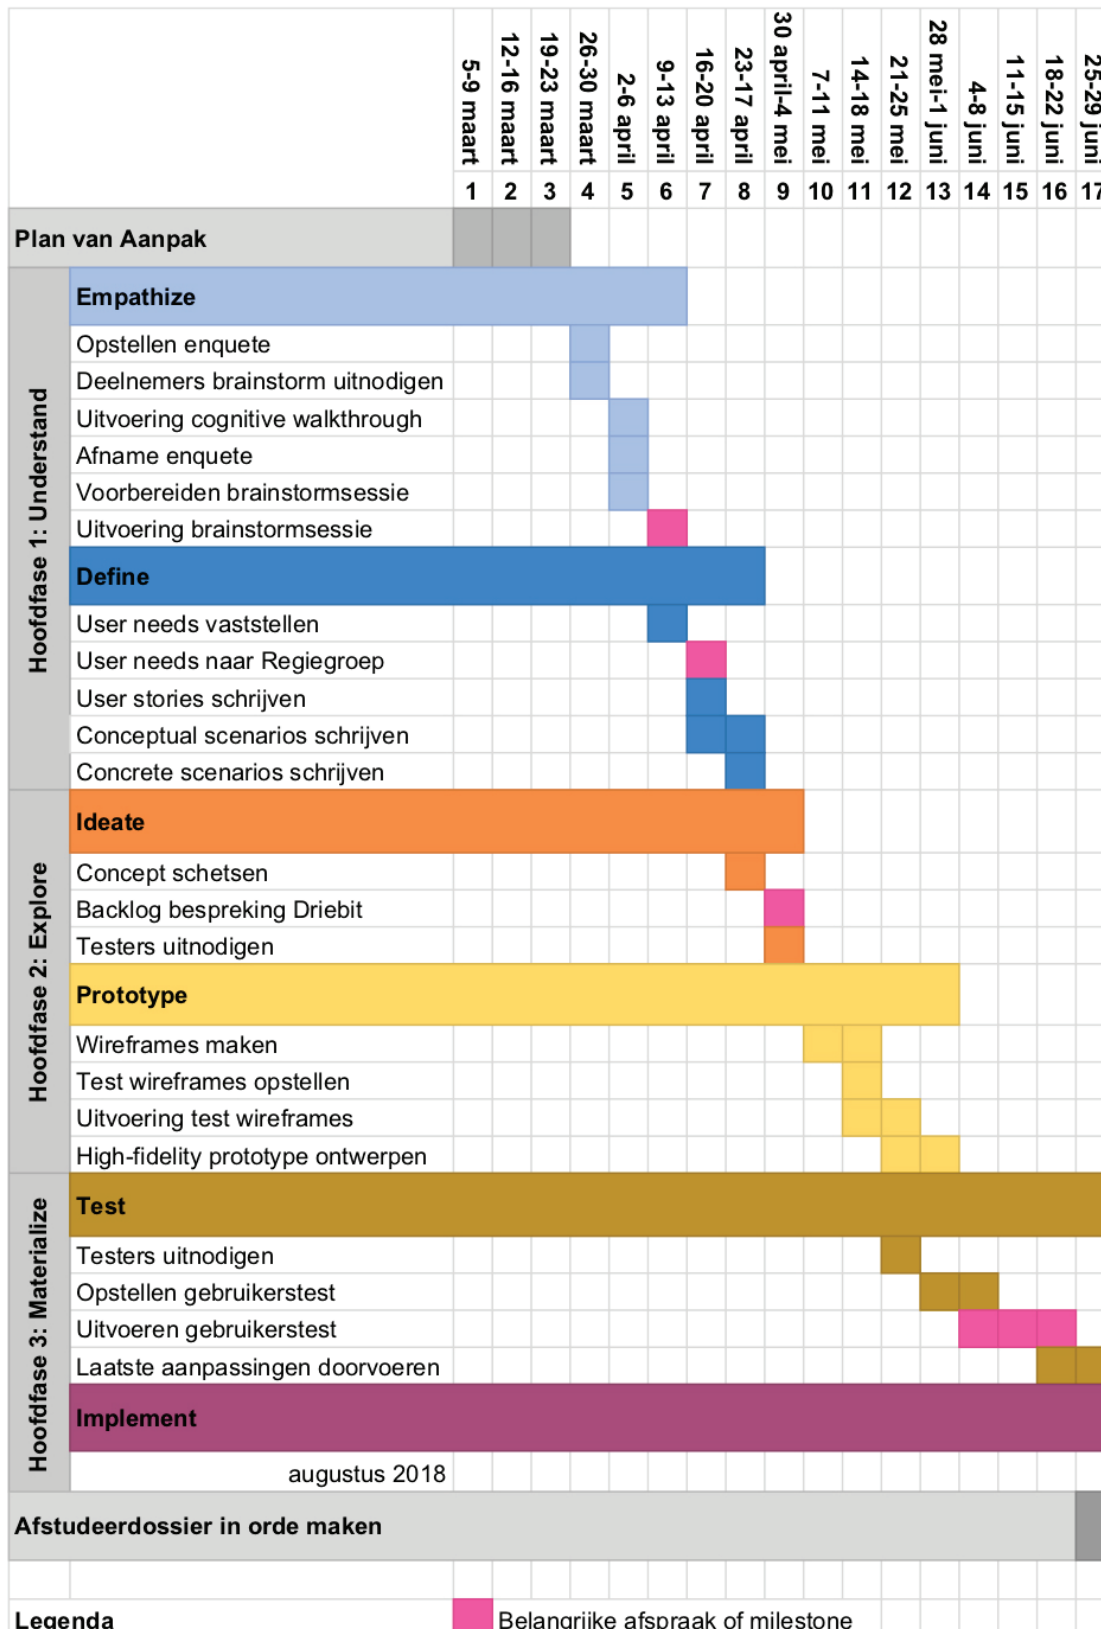 5-9 maart
12-16 maart
19-23 maart
26-30 maart
2-6 april
9-13 april
16-20 april
23-17 april
30 april-4 mei
7-11 mei
14-18 mei
21-25 mei
28 mei-1 juni
4-8 juni
11-15 juni
18-22 juni
25-29 juni
1 2 3 4 5 6 7 8 9 10 11 12 13 14 15 16 17
Plan van Aanpak
Hoofdfase 1: Understand
Empathize
Opstellen enquete
Deelnemers brainstorm uitnodigen
Uitvoering cognitive walkthrough
Afname enquete
Voorbereiden brainstormsessie
Uitvoering brainstormsessie
Define
User needs vaststellen
User needs naar Regiegroep
User stories schrijven
Conceptual scenarios schrijven
Concrete scenarios schrijven
Hoofdfase 2: Explore
Ideate
Concept schetsen
Backlog bespreking Driebit
Testers uitnodigen
Prototype
Wireframes maken
Test wireframes opstellen
Uitvoering test wireframes
High-fidelity prototype ontwerpen
Hoofdfase 3: Materialize
Test
Testers uitnodigen
Opstellen gebruikerstest
Uitvoeren gebruikerstest
Laatste aanpassingen doorvoeren
Implement
augustus 2018
Afstudeerdossier in orde maken
Legenda
Belangrijke afspraak of milestone